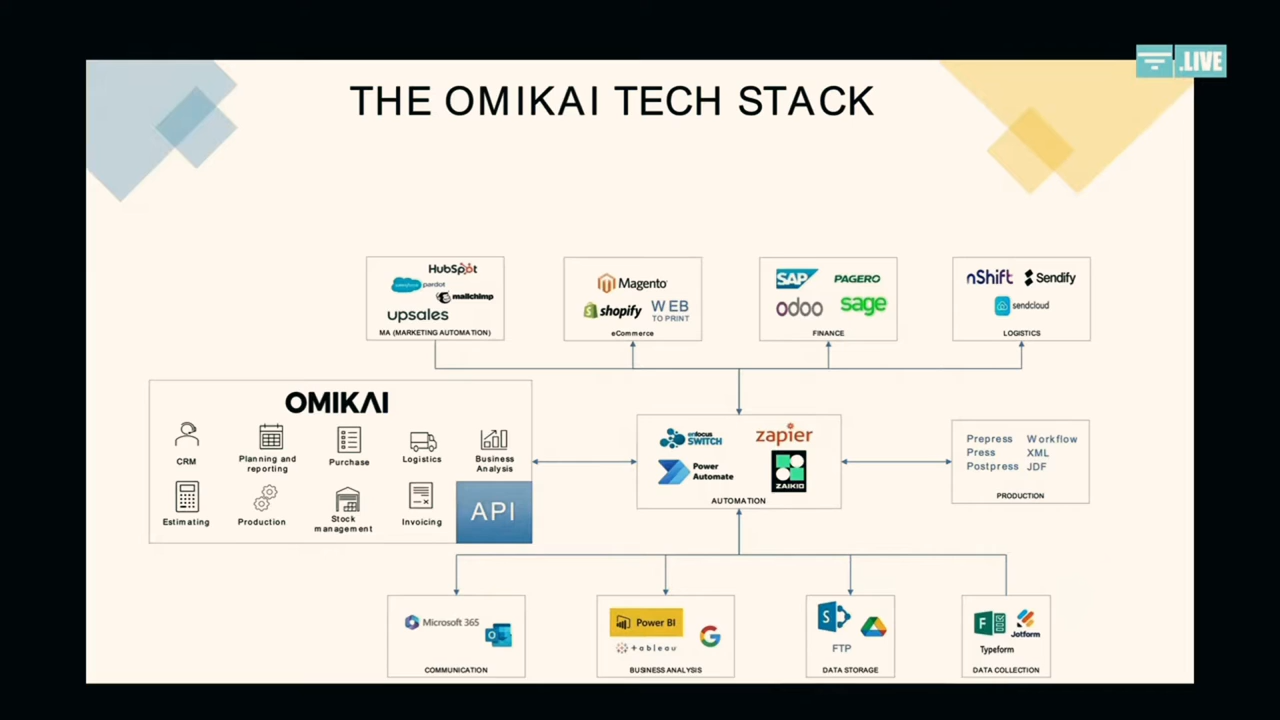 .LIVE
THE OMIKAI TECH STACK
HubSpot
salesforce pardot
mailchimp
upsales
MA (MARKETING AUTOMATION)
Magento
shopify
WEB
TO PRINT
eCommerce
SAP
PAGERO
odoo
sage
FINANCE
nShift
Sendify
sendcloud
LOGISTICS
OMIKAI
CRM
Planning and
reporting
Purchase
Logistics
Business
Analysis
Estimating
Production
Stock
management
Invoicing
API
enfocus
SWITCH
zapier
Power
Automate
ZAIKIO
AUTOMATION
Prepress
Press
Postpress
Workflow
XML
JDF
PRODUCTION
Microsoft 365
COMMUNICATION
Power BI
+ableau
G
BUSINESS ANALYSIS
S
FTP
DATA STORAGE
F
Jotform
Typeform
DATA COLLECTION